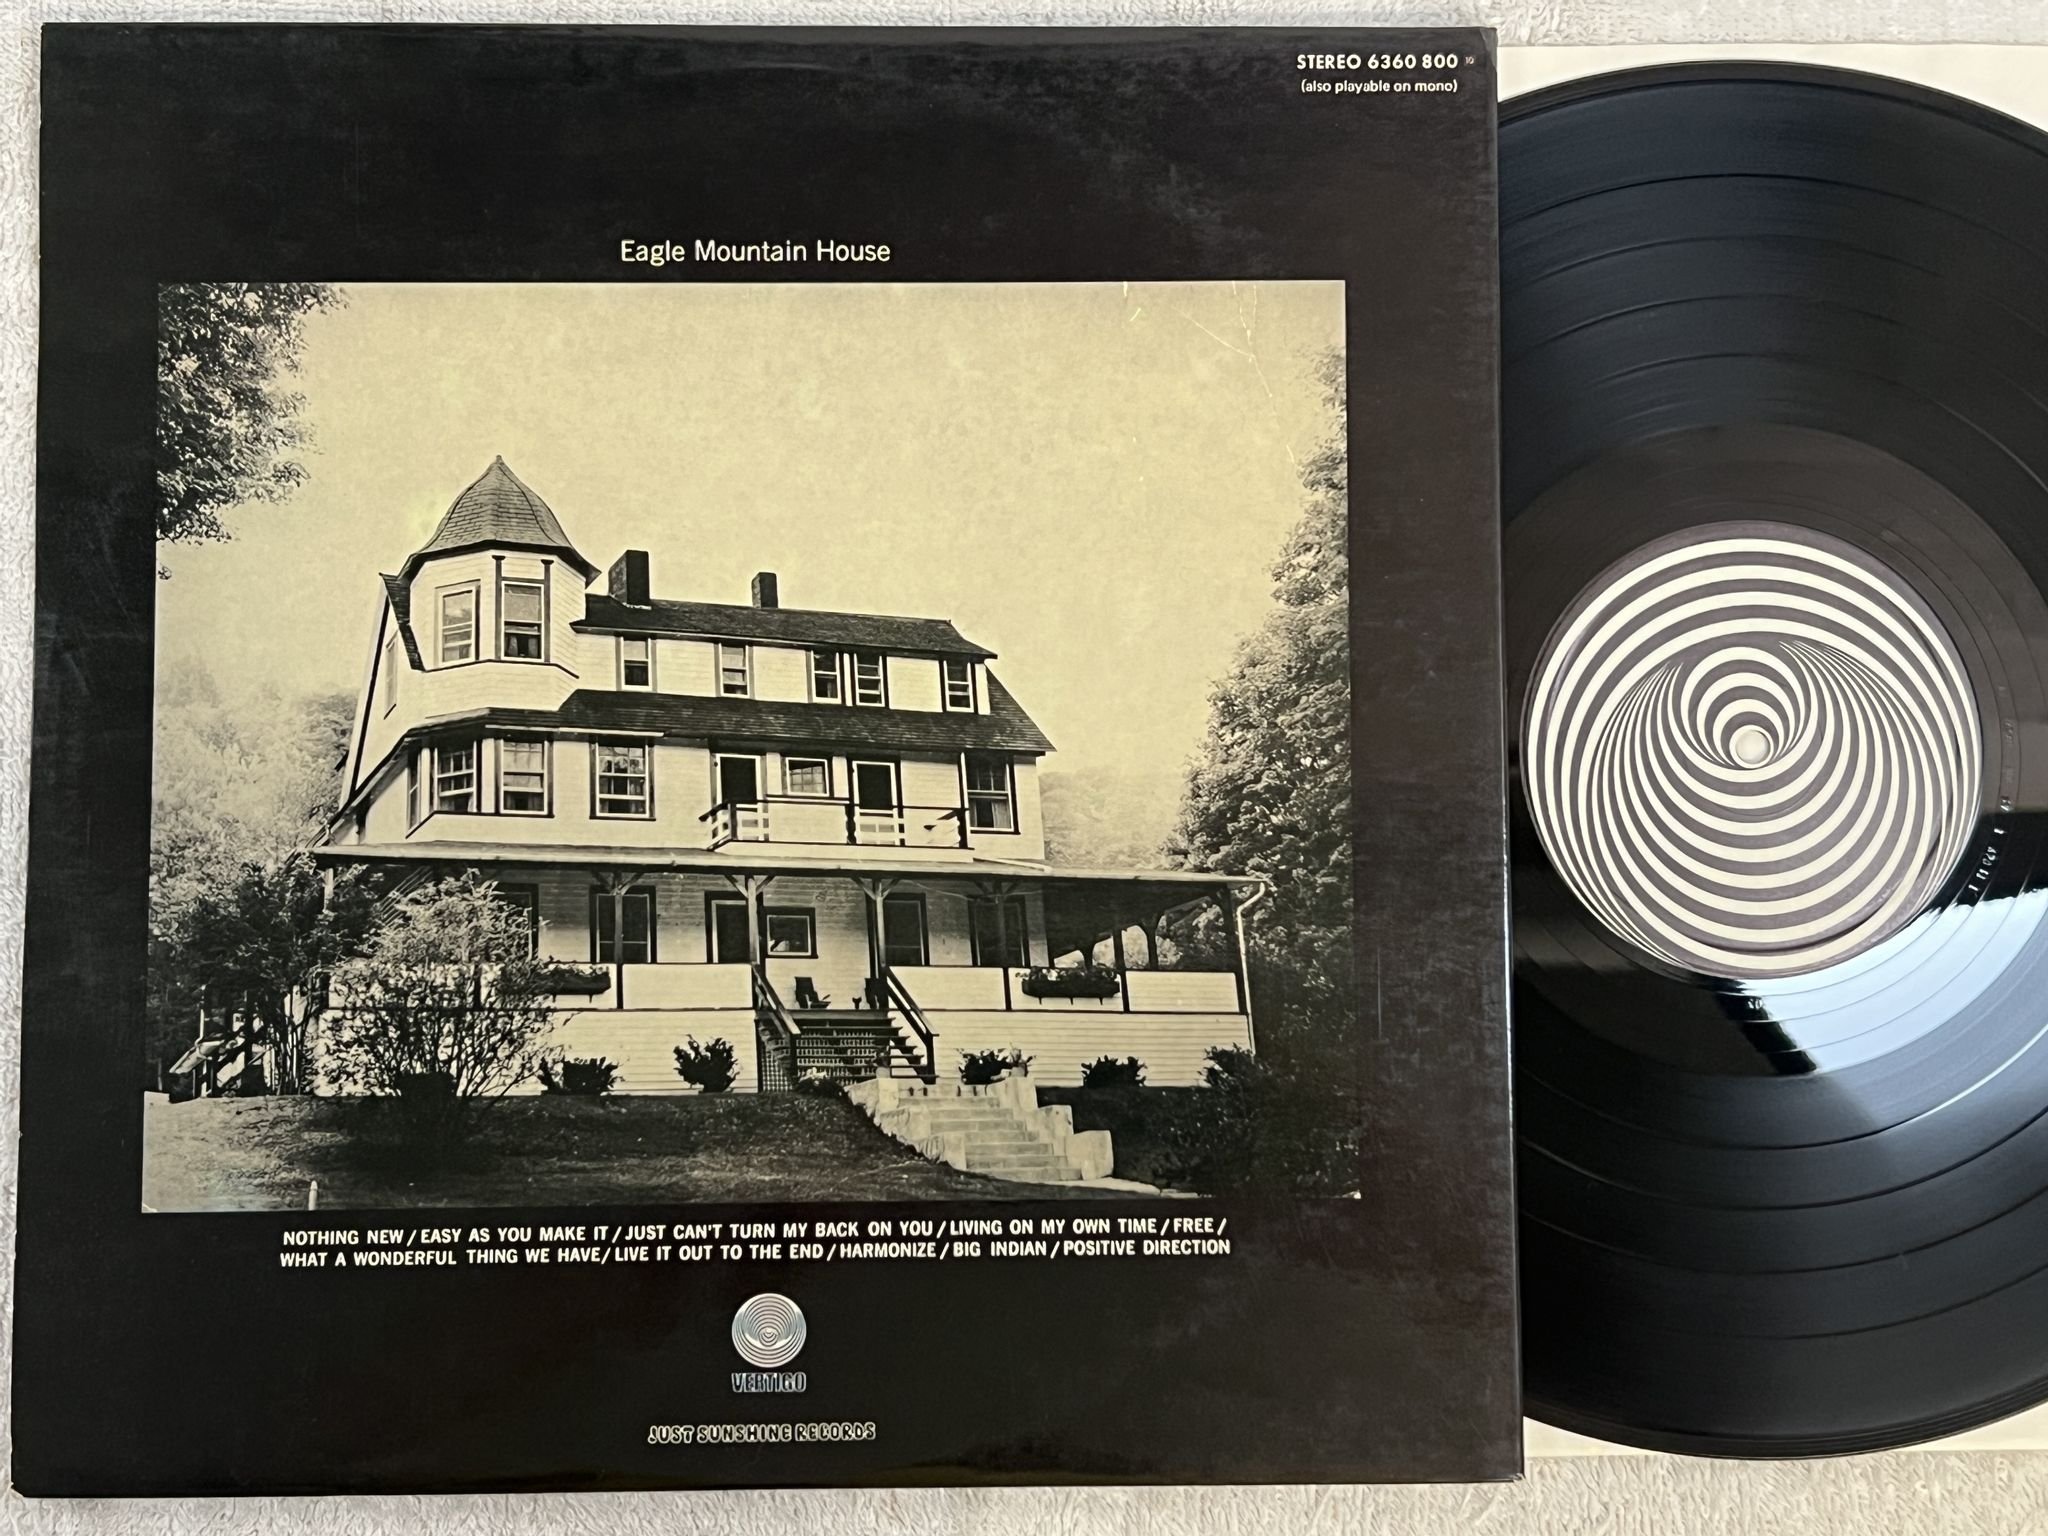 STEREO 6360 800 10
(also playable on mono)
Eagle Mountain House
NOTHING NEW / EASY AS YOU MAKE IT / JUST CAN'T TURN MY BACK ON YOU / LIVING ON MY OWN TIME / FREE /
WHAT A WONDERFUL THING WE HAVE / LIVE IT OUT TO THE END / HARMONIZE / BIG INDIAN / POSITIVE DIRECTION
VERTIGO
JUST SUNSHINE RECORDS